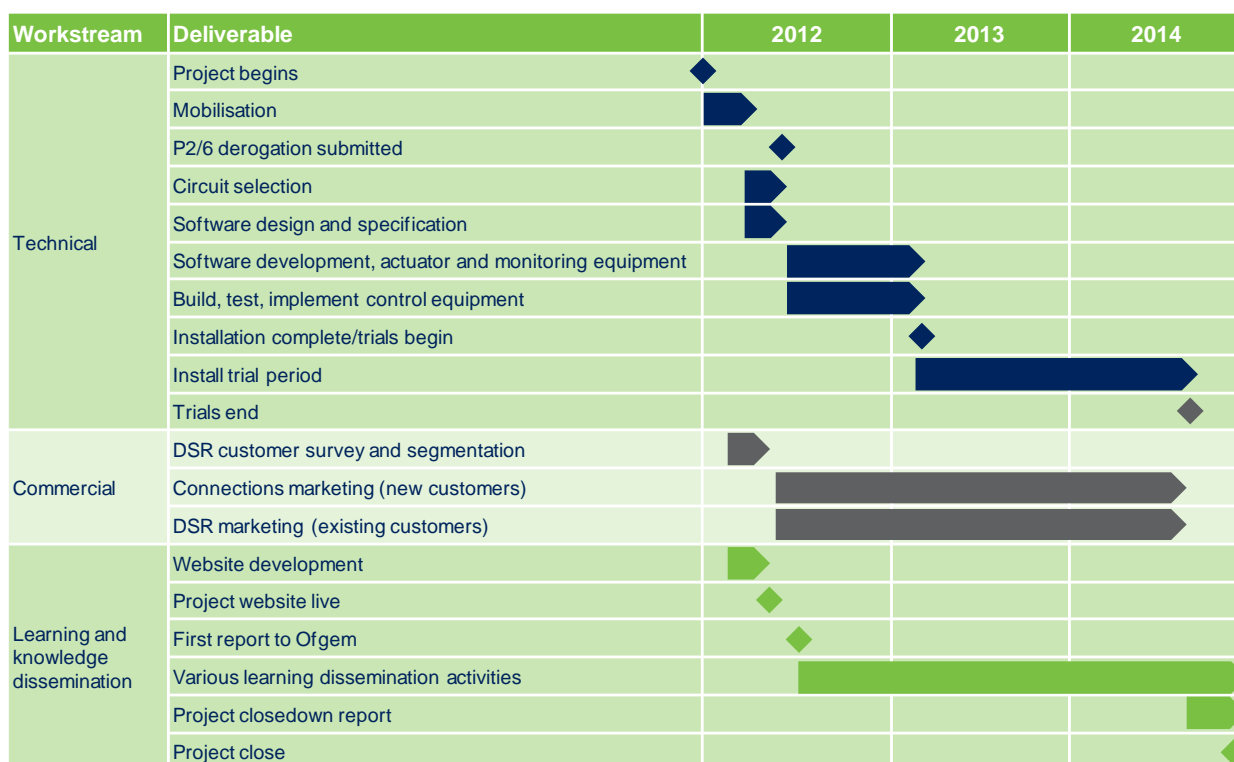 Workstream Deliverable 2012 2013 2014
Technical
Project begins
Mobilisation
P2/6 derogation submitted
Circuit selection
Software design and specification
Software development, actuator and monitoring equipment
Build, test, implement control equipment
Installation complete/trials begin
Install trial period
Trials end
Commercial
DSR customer survey and segmentation
Connections marketing (new customers)
DSR marketing (existing customers)
Learning and
knowledge
dissemination
Website development
Project website live
First report to Ofgem
Various learning dissemination activities
Project closedown report
Project close